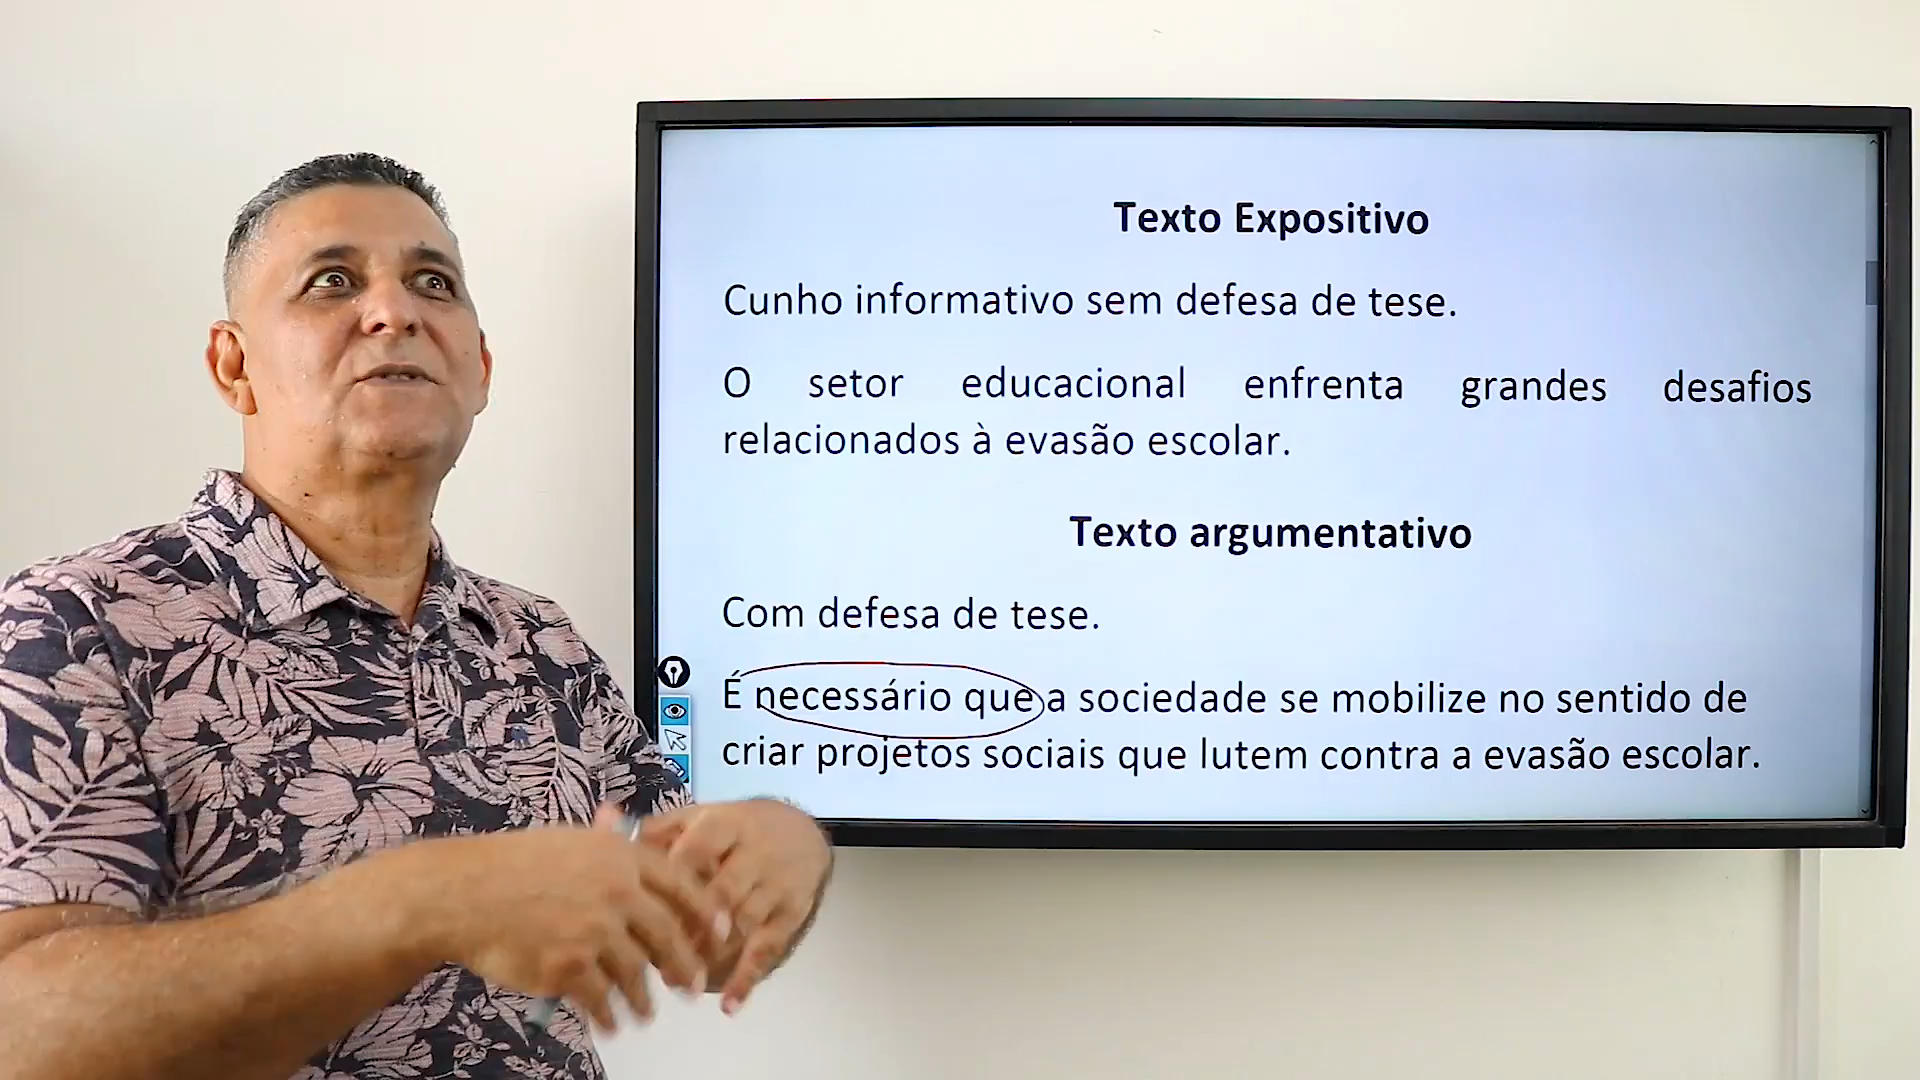 Texto Expositivo
Cunho informativo sem defesa de tese.
O setor educacional enfrenta grandes desafios
relacionados à evasão escolar.
Texto argumentativo
Com defesa de tese.
É necessário que a sociedade se mobilize no sentido de
criar projetos sociais que lutem contra a evasão escolar.